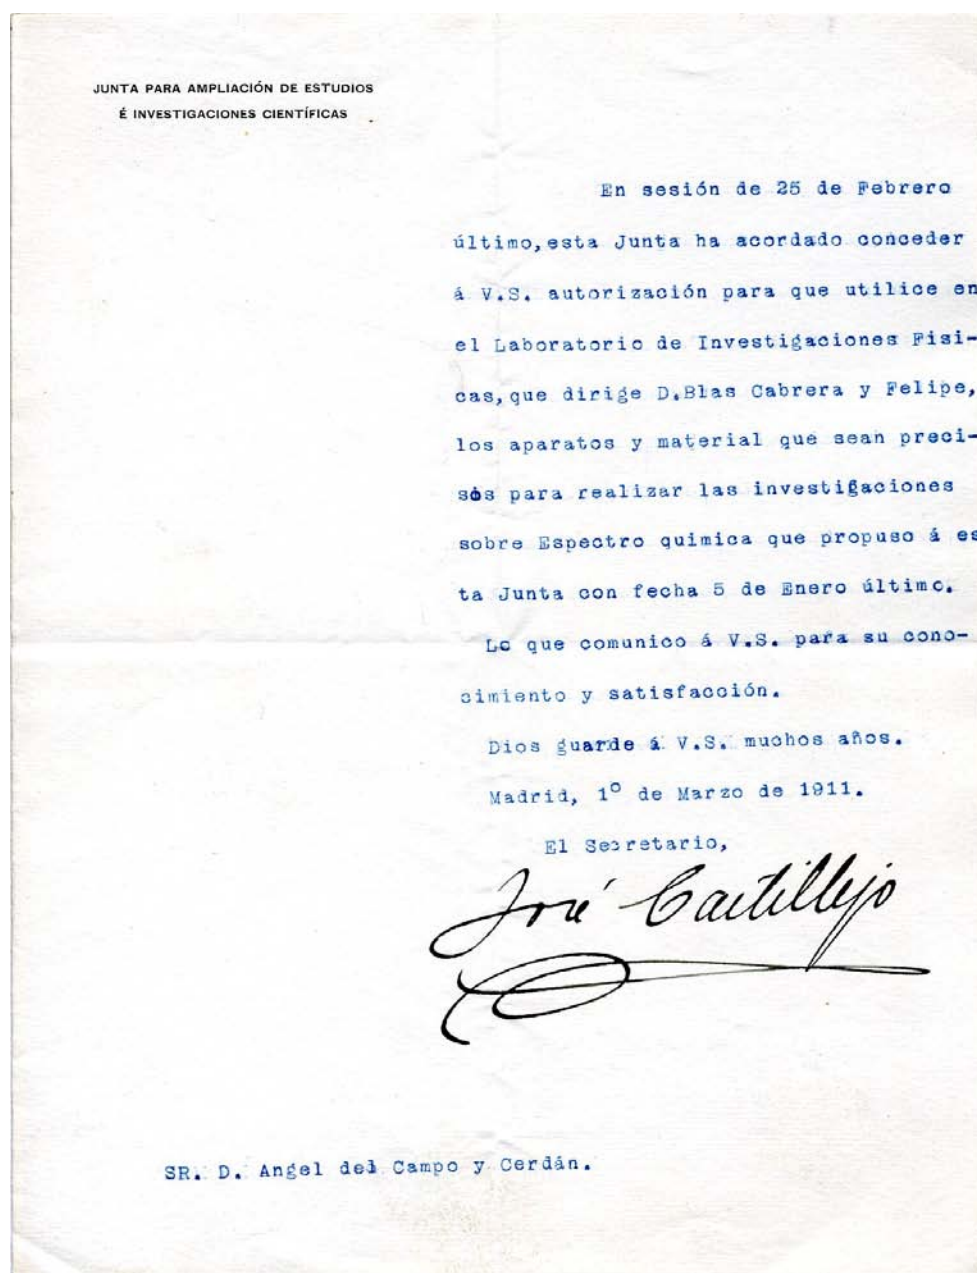 JUNTA PARA AMPLIACIÓN DE ESTUDIOS
É INVESTIGACIONES CIENTÍFICAS
En sesión de 25 de Febrero
último,esta Junta ha acordado conceder
á V.S. autorización para que utilice en
el Laboratorio de Investigaciones Fisi-
cas,que dirige D.Blas Cabrera y Felipe,
los aparatos y material que sean preci-
sos para realizar las investigaciones
sobre Espectro quimica que propuso á es
ta Junta con fecha 5 de Enero último.
Lo que comunico á V.S. para su cono-
cimiento y satisfacción.
Dios guarde á V.S. muchos años.
Madrid, 1º de Marzo de 1911.
El Secretario,
José Castillejo
SR. D. Angel del Campo y Cerdán.